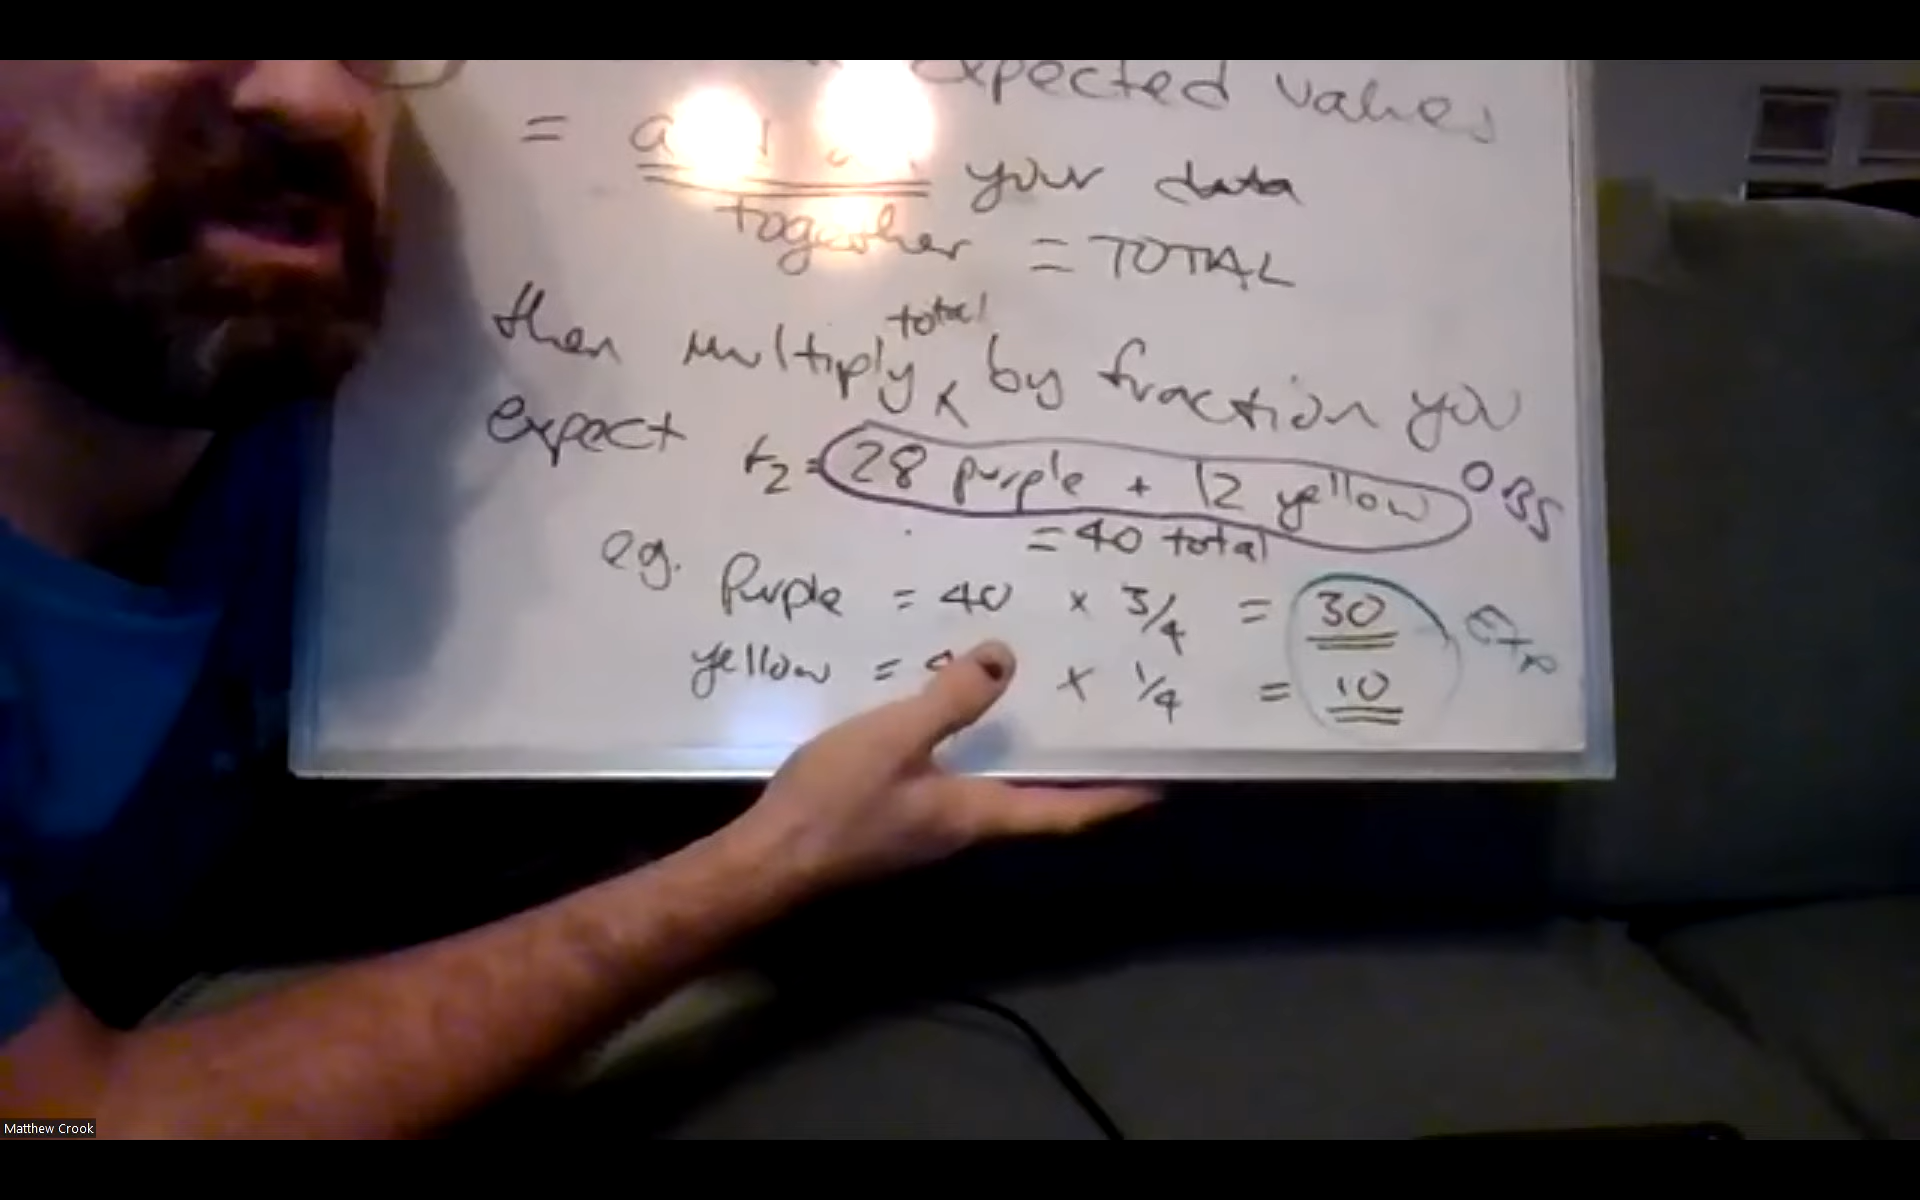 expected values
= your data
together = TOTAL
total
then multiply by fraction you
expect F2 = 28 purple + 12 yellow OBS
= 40 total
eg. Purple = 40 x 3/4 = 30 Exp
yellow = x 1/4 = 10
Matthew Crook